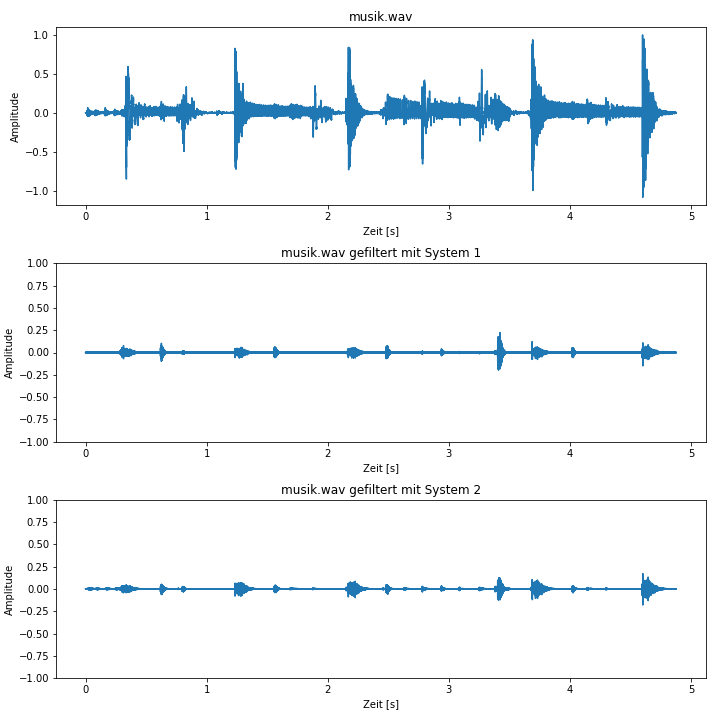 musik.wav
1.0
0.5
0.0
−0.5
−1.0
Amplitude
0 1 2 3 4 5
Zeit [s]
musik.wav gefiltert mit System 1
1.00
0.75
0.50
0.25
0.00
−0.25
−0.50
−0.75
−1.00
Amplitude
0 1 2 3 4 5
Zeit [s]
musik.wav gefiltert mit System 2
1.00
0.75
0.50
0.25
0.00
−0.25
−0.50
−0.75
−1.00
Amplitude
0 1 2 3 4 5
Zeit [s]